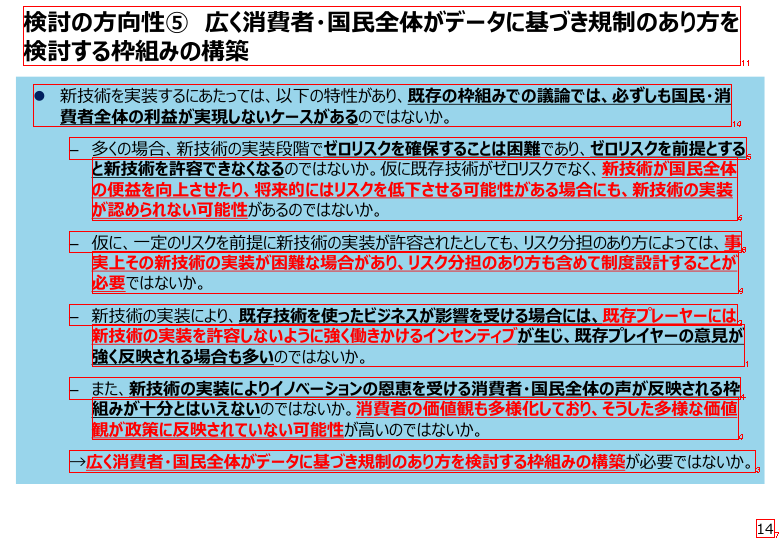 検討の方向性⑤　広く消費者・国民全体がデータに基づき規制のあり方を
検討する枠組みの構築
11
● 新技術を実装するにあたっては、以下の特性があり、既存の枠組みでの議論では、必ずしも国民・消
費者全体の利益が実現しないケースがあるのではないか。
– 多くの場合、新技術の実装段階でゼロリスクを確保することは困難であり、ゼロリスクを前提とする
と新技術を許容できなくなるのではないか。仮に既存技術がゼロリスクでなく、新技術が国民全体
の便益を向上させたり、将来的にはリスクを低下させる可能性がある場合にも、新技術の実装
が認められない可能性があるのではないか。
– 仮に、一定のリスクを前提に新技術の実装が許容されたとしても、リスク分担のあり方によっては、事
実上その新技術の実装が困難な場合があり、リスク分担のあり方も含めて制度設計することが
必要ではないか。
– 新技術の実装により、既存技術を使ったビジネスが影響を受ける場合には、既存プレーヤーには
新技術の実装を許容しないように強く働きかけるインセンティブが生じ、既存プレイヤーの意見が
強く反映される場合も多いのではないか。
– また、新技術の実装によりイノベーションの恩恵を受ける消費者・国民全体の声が反映される枠
組みが十分とはいえないのではないか。消費者の価値観も多様化しており、そうした多様な価値
観が政策に反映されていない可能性が高いのではないか。
→広く消費者・国民全体がデータに基づき規制のあり方を検討する枠組みの構築が必要ではないか。
14